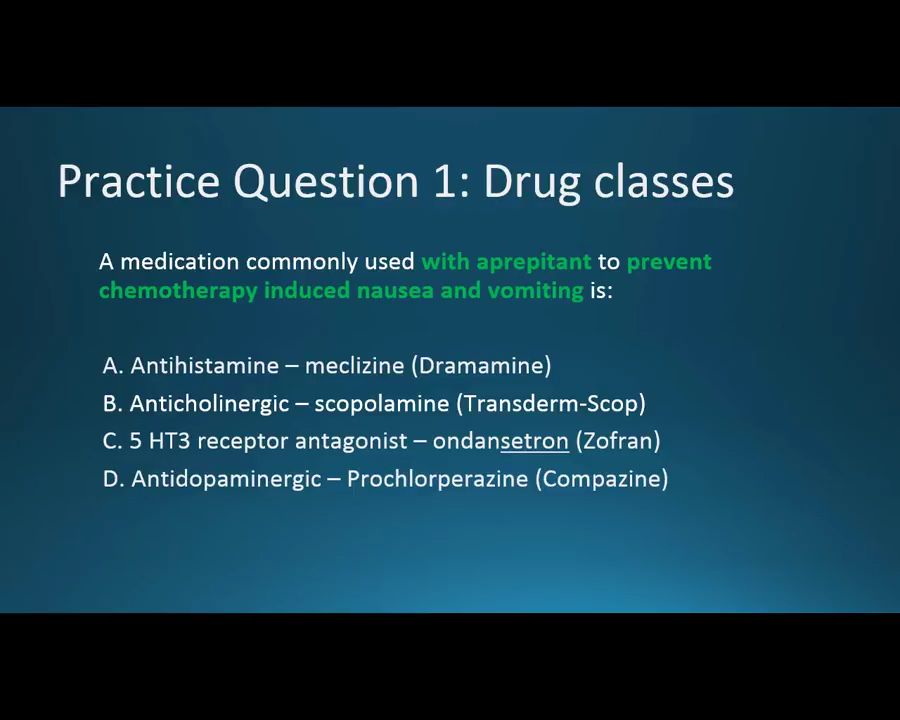 Practice Question 1: Drug classes
A medication commonly used with aprepitant to prevent
chemotherapy induced nausea and vomiting is:
A. Antihistamine – meclizine (Dramamine)
B. Anticholinergic – scopolamine (Transderm-Scop)
C. 5 HT3 receptor antagonist – ondansetron (Zofran)
D. Antidopaminergic – Prochlorperazine (Compazine)